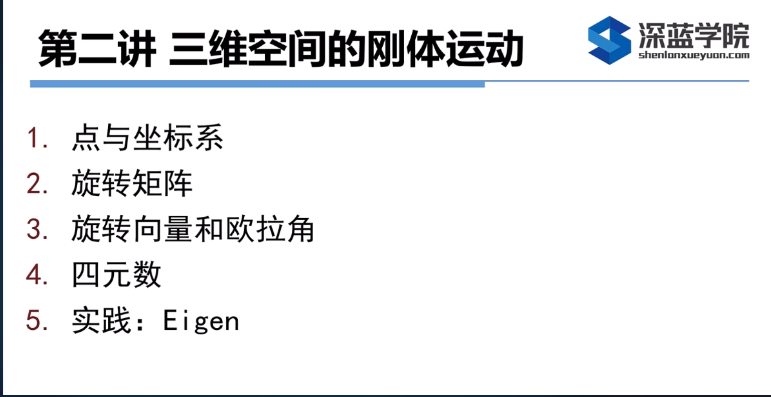 第二讲 三维空间的刚体运动
深蓝学院
shenlanxueyuan.com
1. 点与坐标系
2. 旋转矩阵
3. 旋转向量和欧拉角
4. 四元数
5. 实践：Eigen